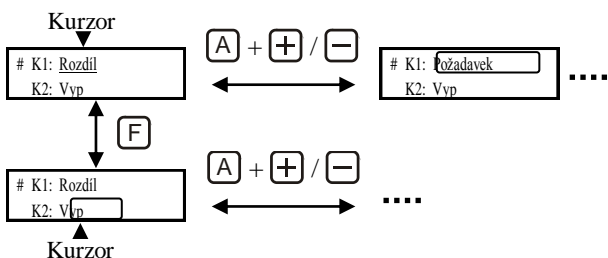 Kurzor
# K1: Rozdíl
K2: Vyp
A + + / −
# K1: Požadavek
K2: Vyp
....
F
# K1: Rozdíl
K2: Vyp
A + + / −
....
Kurzor